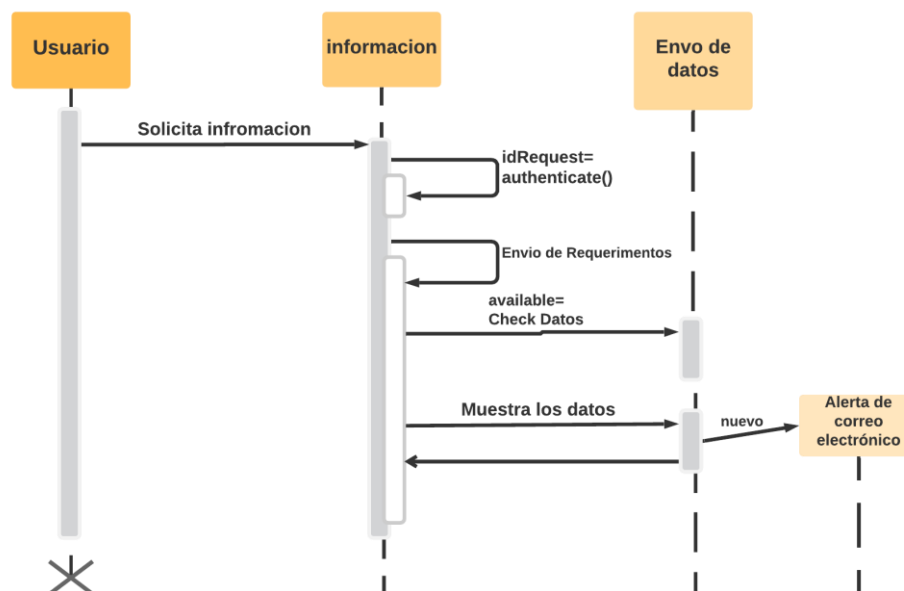 Usuario
informacion
Envo de
datos
Solicita infromacion
idRequest=
authenticate()
Envio de Requerimentos
available=
Check Datos
Muestra los datos
nuevo
Alerta de
correo
electrónico